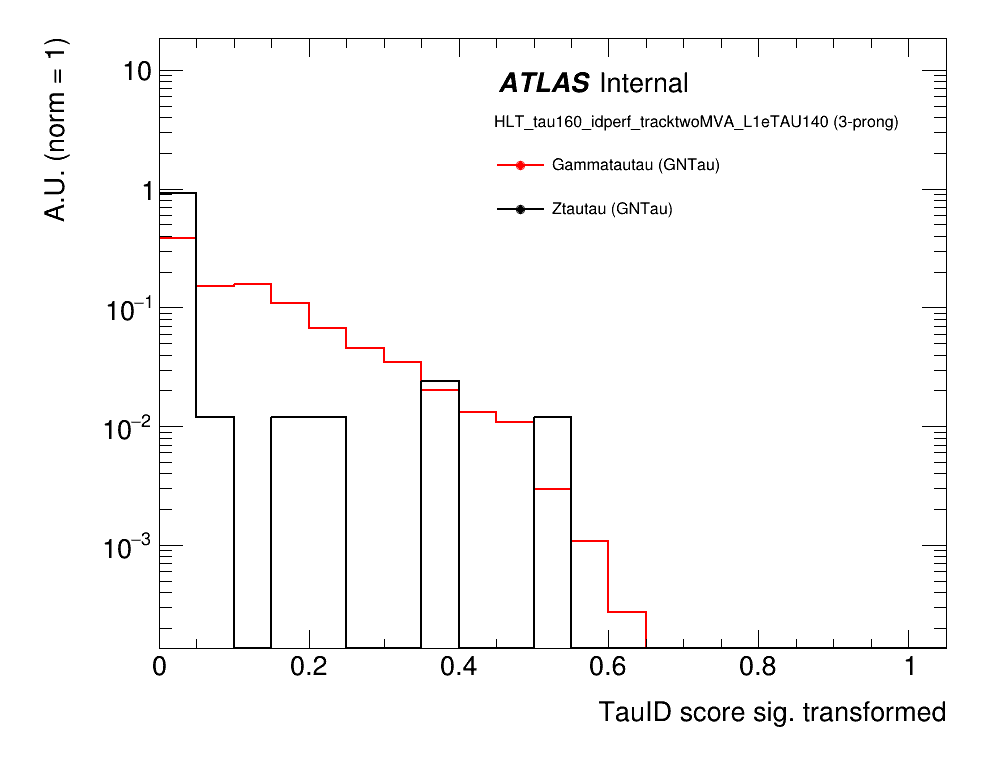 A.U. (norm = 1)
10
1
10⁻¹
10⁻²
10⁻³
ATLAS Internal
HLT_tau160_idperf_tracktwoMVA_L1eTAU140 (3-prong)
Gammatautau (GNTau)
Ztautau (GNTau)
0 0.2 0.4 0.6 0.8 1
TauID score sig. transformed